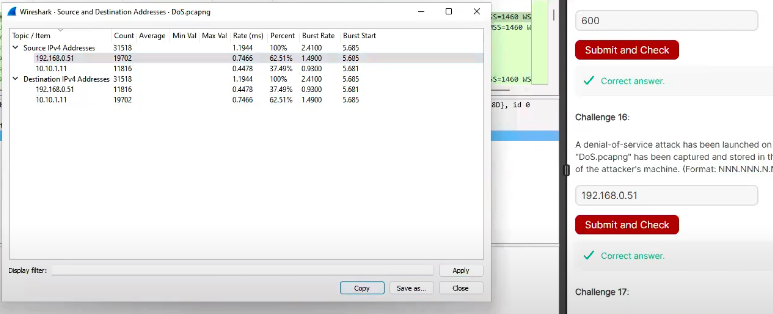 Wireshark · Source and Destination Addresses · DoS.pcapng
Topic / Item Count Average Min Val Max Val Rate (ms) Percent Burst Rate Burst Start
Source IPv4 Addresses 31518 1.1944 100% 2.4100 5.685
192.168.0.51 19702 0.7466 62.51% 1.4900 5.685
10.10.1.11 11816 0.4478 37.49% 0.9300 5.681
Destination IPv4 Addresses 31518 1.1944 100% 2.4100 5.685
192.168.0.51 11816 0.4478 37.49% 0.9300 5.681
10.10.1.11 19702 0.7466 62.51% 1.4900 5.685
Display filter:
Apply
Copy
Save as...
Close
=1460 WS
S=1460 WS
8D}, id 0
600
Submit and Check
Correct answer.
Challenge 16:
A denial-of-service attack has been launched on
"DoS.pcapng" has been captured and stored in th
of the attacker's machine. (Format: NNN.NNN.N.N
192.168.0.51
Submit and Check
Correct answer.
Challenge 17: